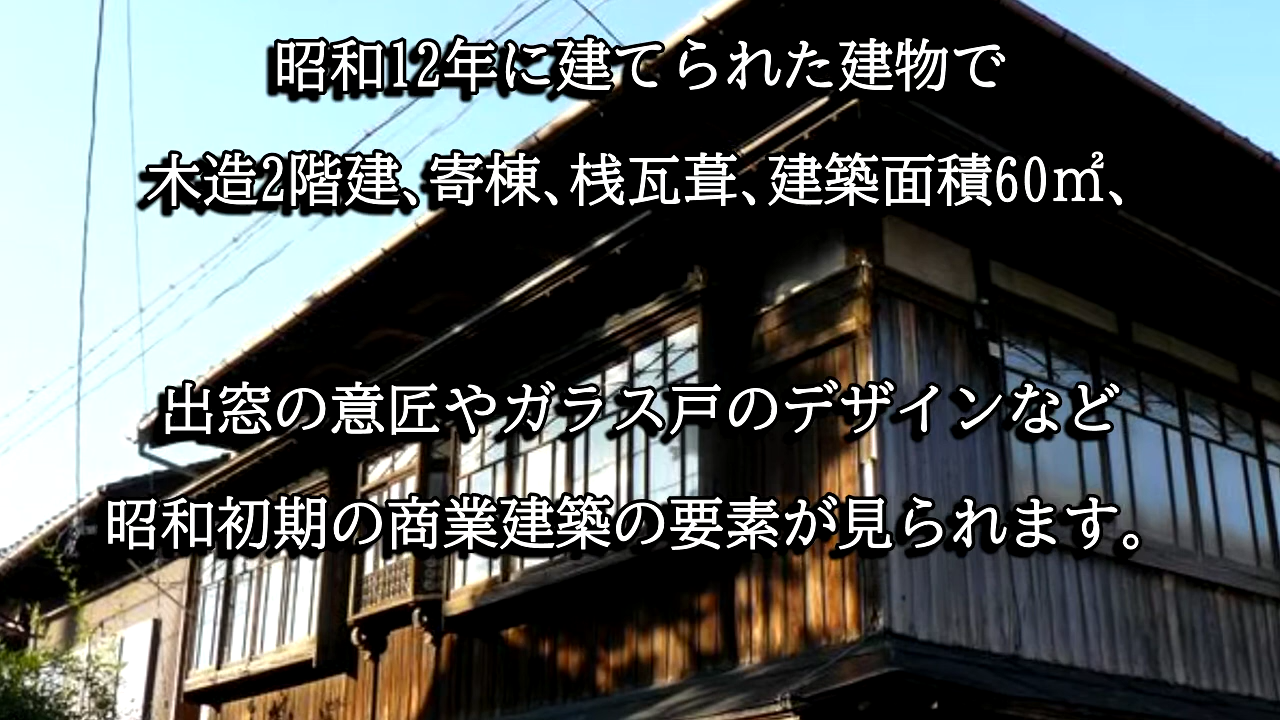 昭和12年に建てられた建物で
木造2階建、寄棟、桟瓦葺、建築面積60㎡、
出窓の意匠やガラス戸のデザインなど
昭和初期の商業建築の要素が見られます。